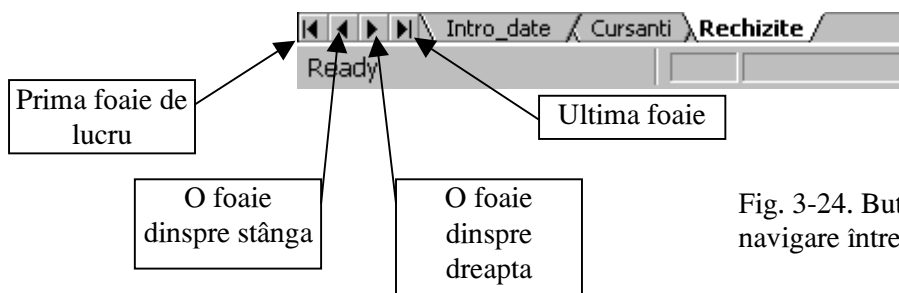 Intro_date Cursanti Rechizite
Ready
Prima foaie de
lucru
Ultima foaie
O foaie
dinspre stânga
O foaie
dinspre
dreapta
Fig. 3-24. But
navigare între